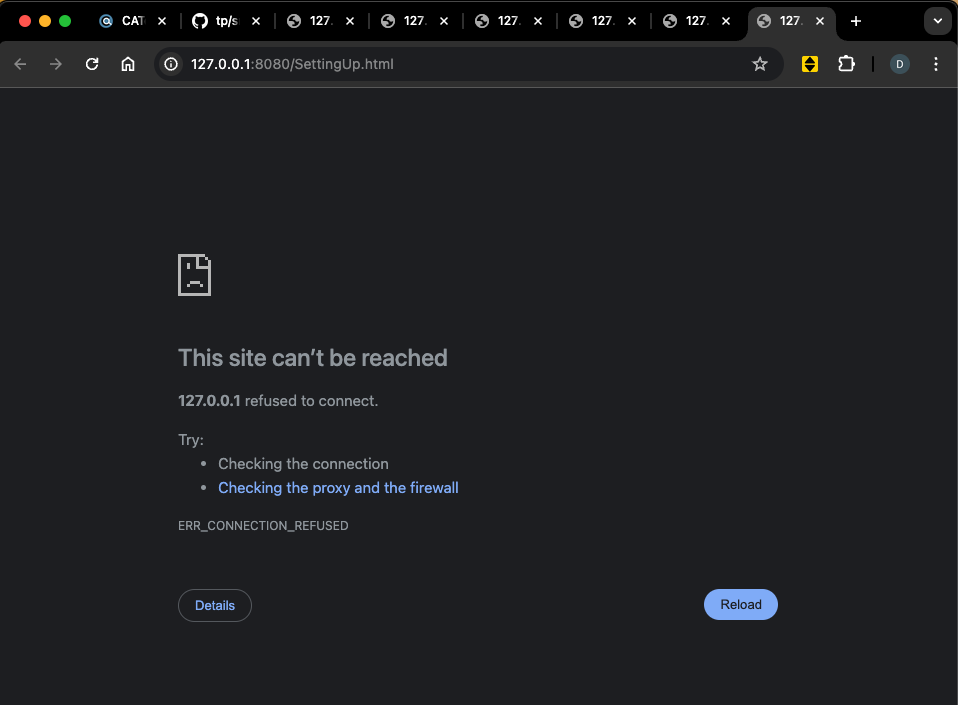 CAT tp/s 127. 127. 127. 127. 127. 127.
127.0.0.1:8080/SettingUp.html
D
This site can’t be reached
127.0.0.1 refused to connect.
Try:
• Checking the connection
• Checking the proxy and the firewall
ERR_CONNECTION_REFUSED
Details Reload